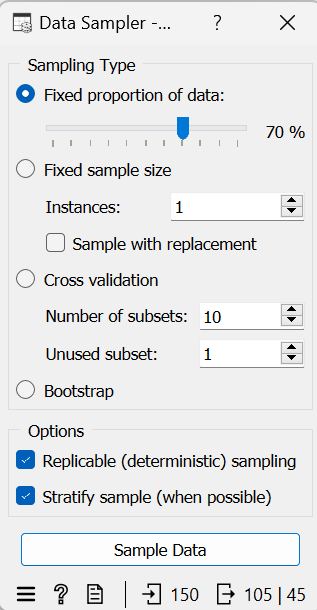 Data Sampler -... ?
Sampling Type
Fixed proportion of data:
70 %
Fixed sample size
Instances: 1
Sample with replacement
Cross validation
Number of subsets: 10
Unused subset: 1
Bootstrap
Options
Replicable (deterministic) sampling
Stratify sample (when possible)
Sample Data
? 150 105 | 45